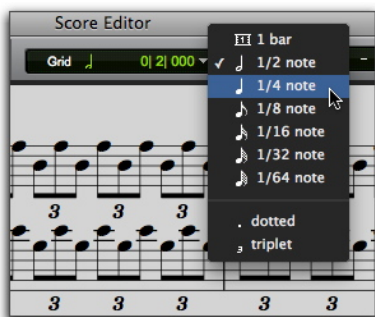 Score Editor
Grid 0| 2| 000
1 bar
✓ 1/2 note
1/4 note
1/8 note
1/16 note
1/32 note
1/64 note
. dotted
3 triplet
3 3 3
3 3 3 3 3